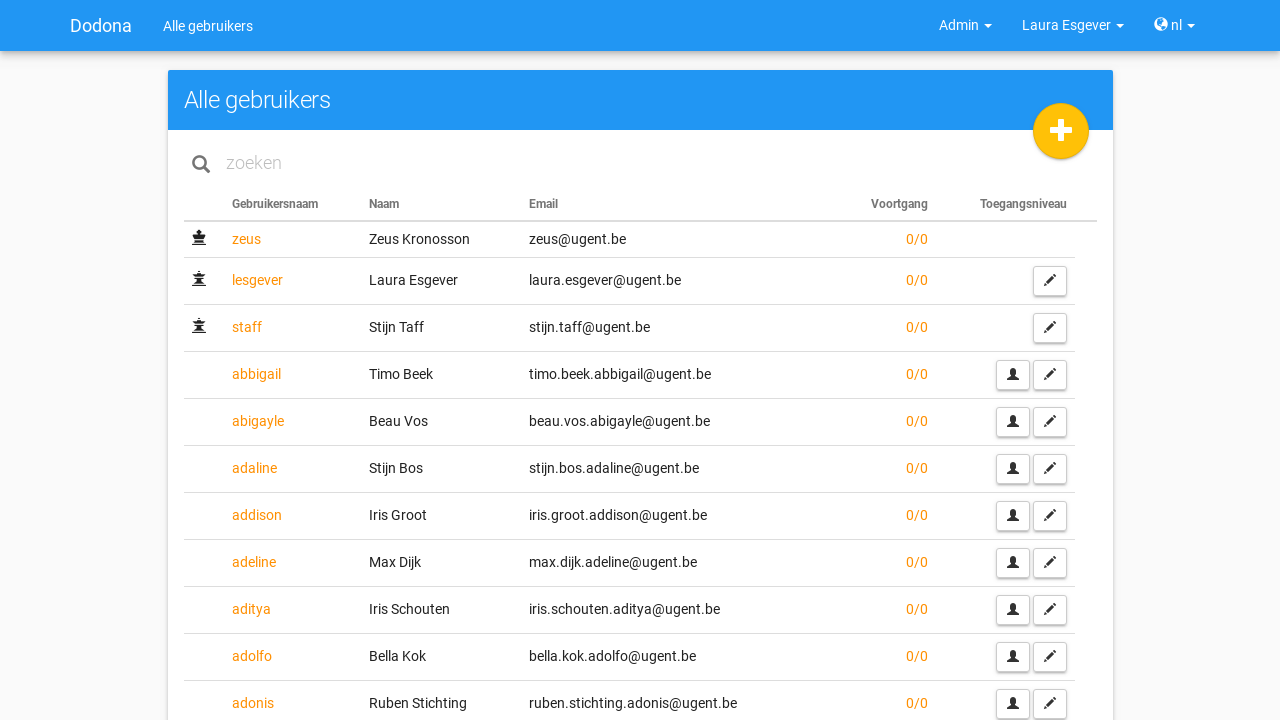 Dodona Alle gebruikers Admin Laura Esgever nl
Alle gebruikers
zoeken
Gebruikersnaam Naam Email Voortgang Toegangsniveau
zeus Zeus Kronosson zeus@ugent.be 0/0
lesgever Laura Esgever laura.esgever@ugent.be 0/0
staff Stijn Taff stijn.taff@ugent.be 0/0
abbigail Timo Beek timo.beek.abbigail@ugent.be 0/0
abigayle Beau Vos beau.vos.abigayle@ugent.be 0/0
adaline Stijn Bos stijn.bos.adaline@ugent.be 0/0
addison Iris Groot iris.groot.addison@ugent.be 0/0
adeline Max Dijk max.dijk.adeline@ugent.be 0/0
aditya Iris Schouten iris.schouten.aditya@ugent.be 0/0
adolfo Bella Kok bella.kok.adolfo@ugent.be 0/0
adonis Ruben Stichting ruben.stichting.adonis@ugent.be 0/0